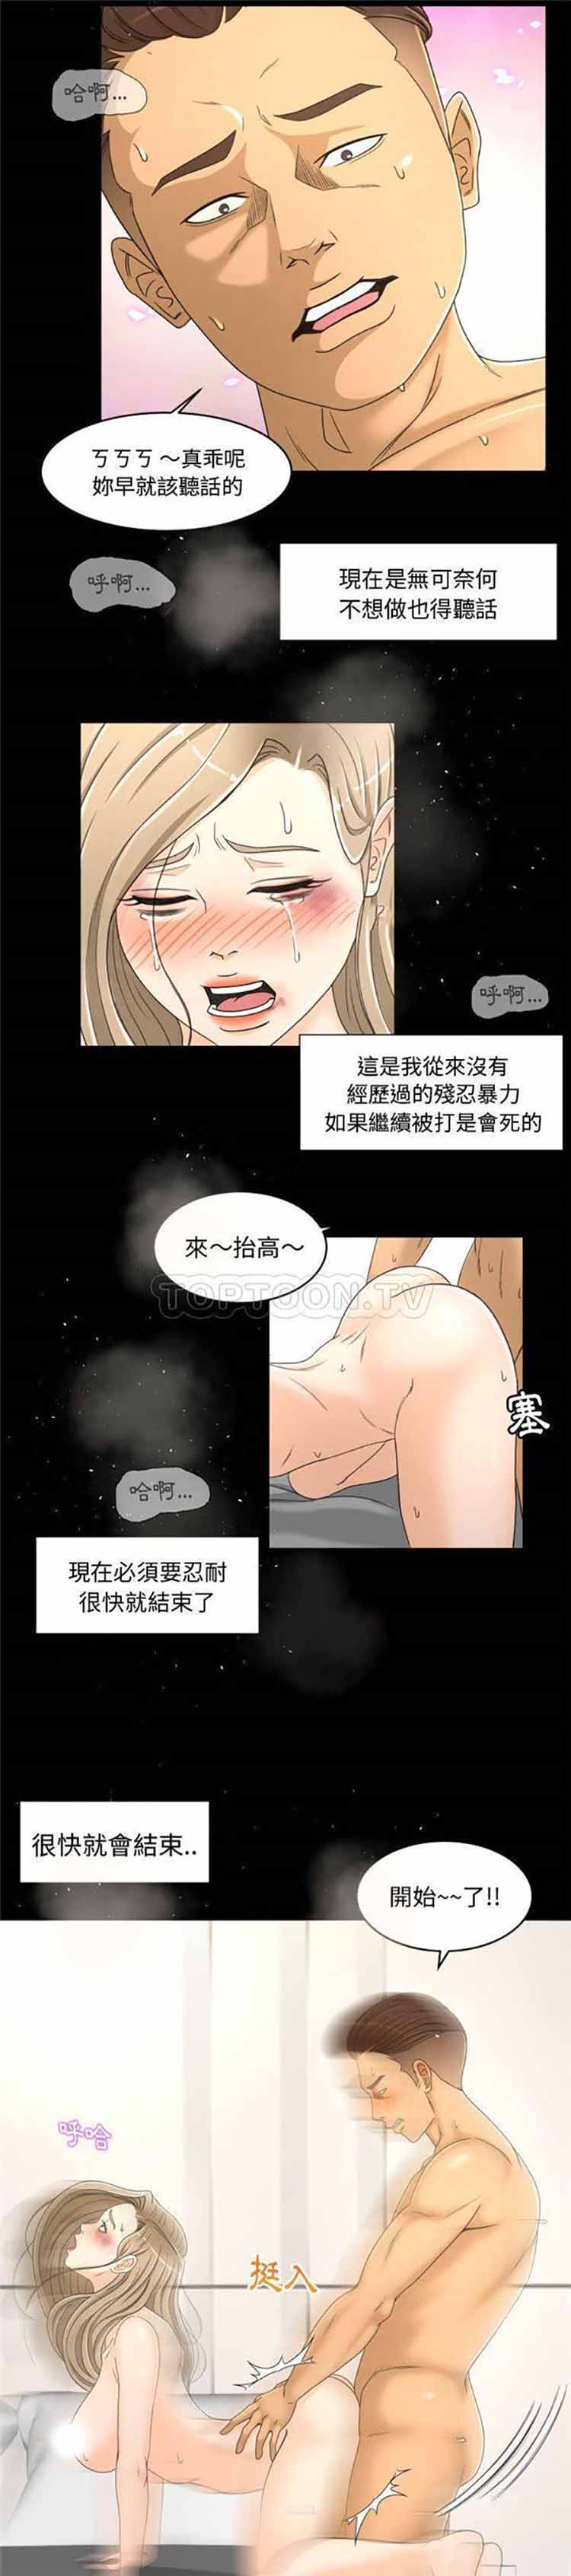 哈啊...
ㄎㄎㄎ～真乖呢
妳早就該聽話的
呼啊...
現在是無可奈何
不想做也得聽話
呼啊...
這是我從來沒有
經歷過的殘忍暴力
如果繼續被打是會死的
來～抬高～
TOPTOON.TV
塞
哈啊...
現在必須要忍耐
很快就結束了
很快就會結束..
開始~~了!!
呼哈
挺入